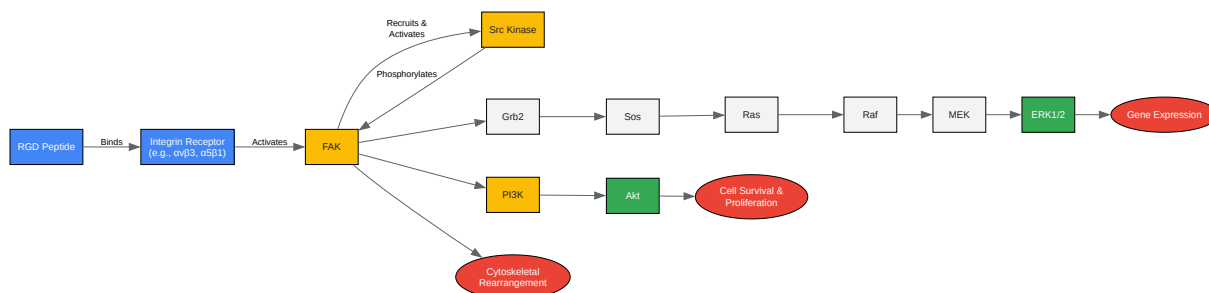 Recruits &
Activates
Src Kinase
Phosphorylates
Grb2
Sos
Ras
Raf
MEK
ERK1/2
Gene Expression
RGD Peptide
Binds
Integrin Receptor
(e.g., αvβ3, α5β1)
Activates
FAK
PI3K
Akt
Cell Survival &
Proliferation
Cytoskeletal
Rearrangement